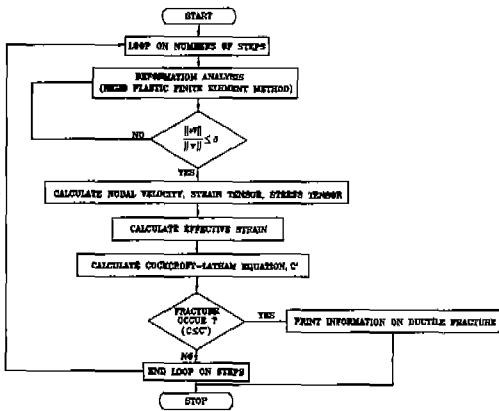 START
LOOP ON NUMBERS OF STEPS
DEFORMATION ANALYSIS
(RIGID PLASTIC FINITE ELEMENT METHOD)
NO
||δV|| / ||V|| ≤ δ
YES
CALCULATE NODAL VELOCITY, STRAIN TENSOR, STRESS TENSOR
CALCULATE EFFECTIVE STRAIN
CALCULATE COCKCROFT-LATHAM EQUATION, C'
FRACTURE
OCCUR ?
(C≤C')
YES
PRINT INFORMATION ON DUCTILE FRACTURE
NO
END LOOP ON STEPS
STOP